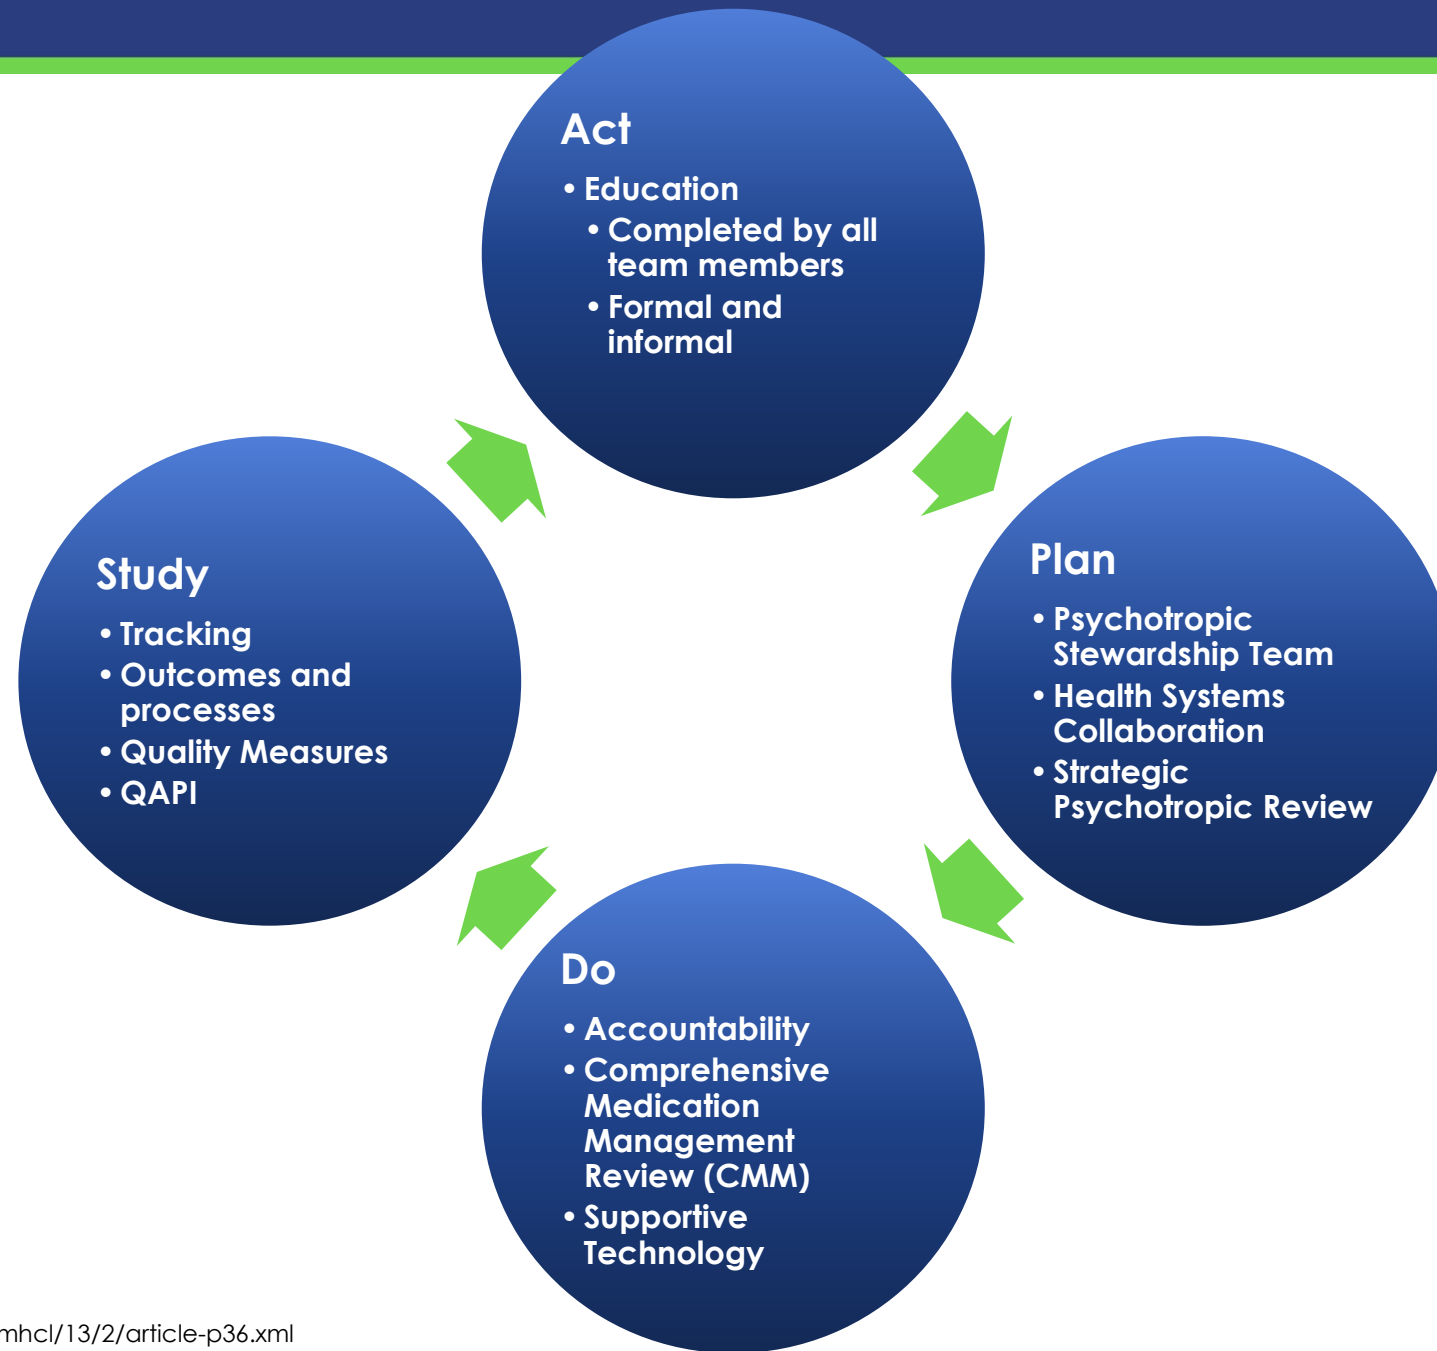 Act
• Education
• Completed by all
team members
• Formal and
informal
Plan
• Psychotropic
Stewardship Team
• Health Systems
Collaboration
• Strategic
Psychotropic Review
Do
• Accountability
• Comprehensive
Medication
Management
Review (CMM)
• Supportive
Technology
Study
• Tracking
• Outcomes and
processes
• Quality Measures
• QAPI
mhcl/13/2/article-p36.xml